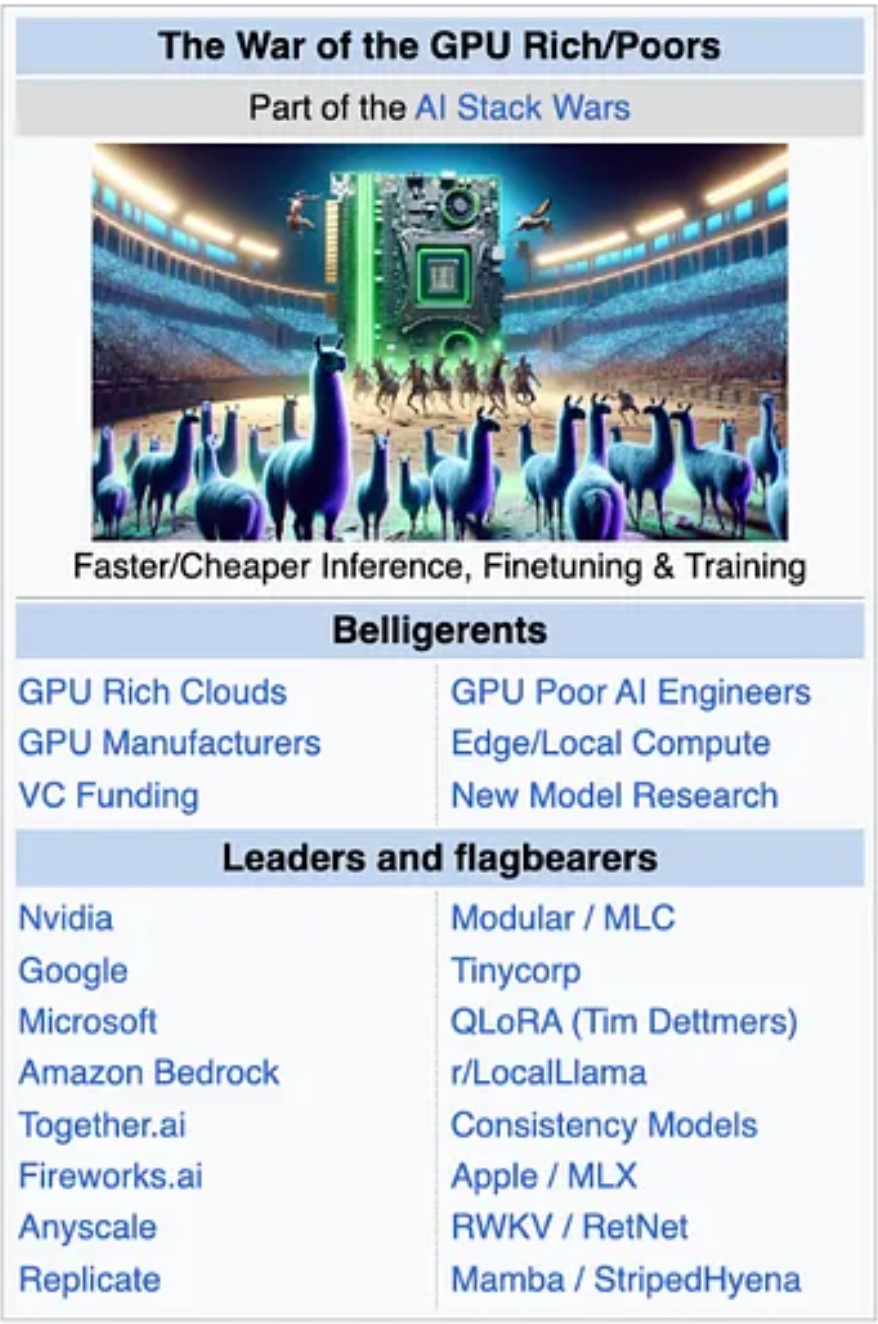 The War of the GPU Rich/Poors
Part of the AI Stack Wars
Faster/Cheaper Inference, Finetuning & Training
Belligerents
GPU Rich Clouds
GPU Manufacturers
VC Funding
GPU Poor AI Engineers
Edge/Local Compute
New Model Research
Leaders and flagbearers
Nvidia
Google
Microsoft
Amazon Bedrock
Together.ai
Fireworks.ai
Anyscale
Replicate
Modular / MLC
Tinycorp
QLoRA (Tim Dettmers)
r/LocalLlama
Consistency Models
Apple / MLX
RWKV / RetNet
Mamba / StripedHyena